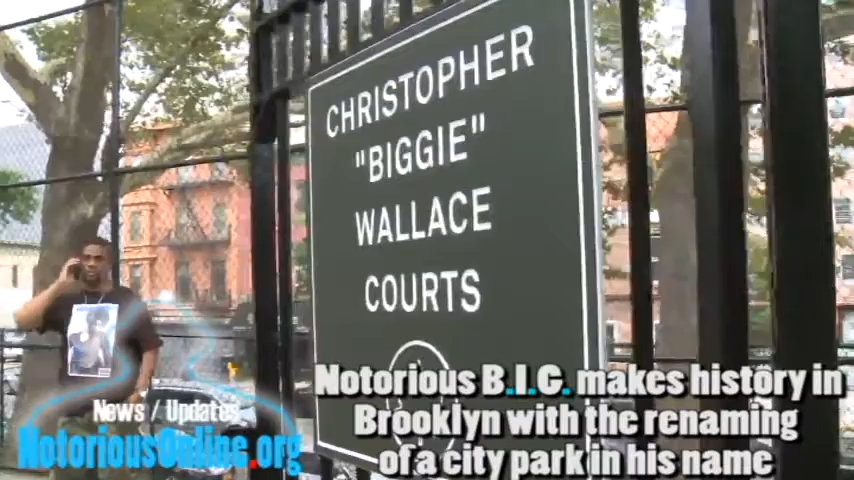 CHRISTOPHER
"BIGGIE"
WALLACE
COURTS
Notorious B.I.G. makes history in
Brooklyn with the renaming
of a city park in his name
News / Updates
NotoriousOnline.org